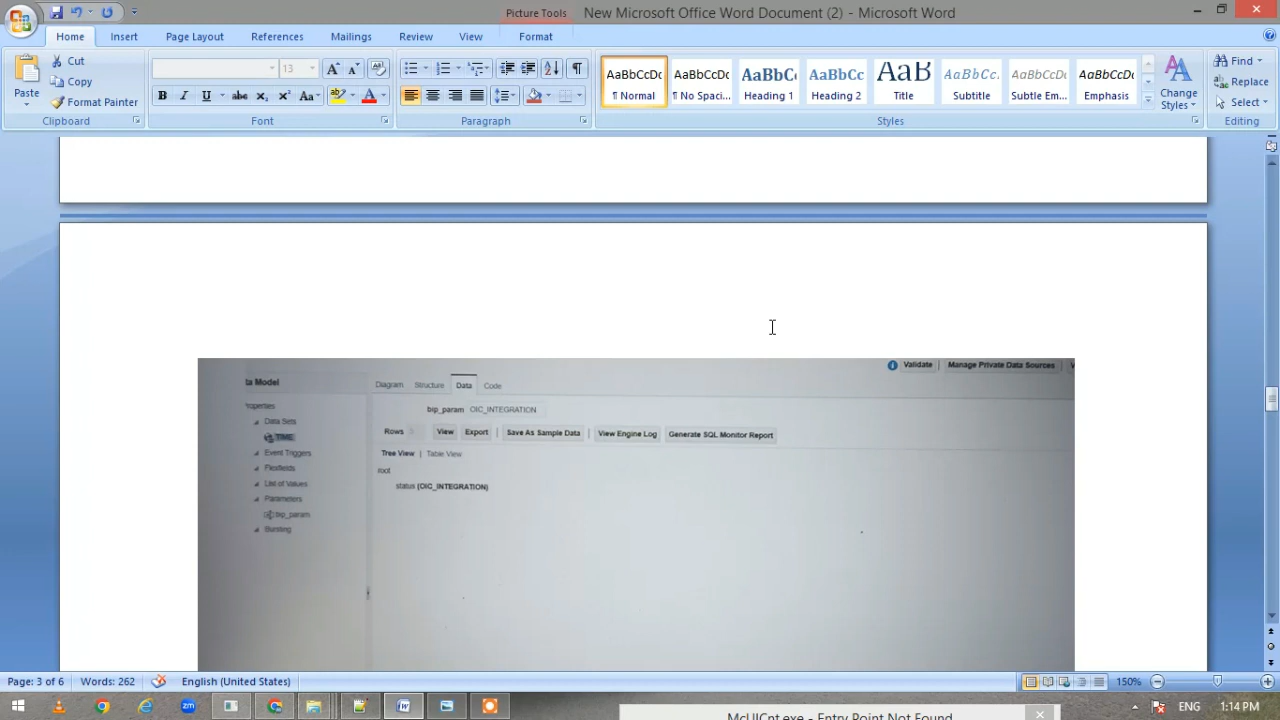 Picture Tools
New Microsoft Office Word Document (2) - Microsoft Word
Home Insert Page Layout References Mailings Review View Format
Paste
Cut
Copy
Format Painter
Clipboard
13
Font
Paragraph
AaBbCcDc AaBbCcDc AaBbC AaBbCc AaB AaBbCc. AaBbCcDc AaBbCcDc
¶ Normal ¶ No Spaci... Heading 1 Heading 2 Title Subtitle Subtle Em... Emphasis
Change Styles
Styles
Find
Replace
Select
Editing
Validate Manage Private Data Sources
ta Model
Diagram Structure Data Code
roperties
bip_param OIC_INTEGRATION
Data Sets
Rows View Export Save As Sample Data View Engine Log Generate SQL Monitor Report
TIME
Event Triggers
Tree View | Table View
Flexfields
root
List of Values
status (OIC_INTEGRATION)
Parameters
bip_param
Bursting
Page: 3 of 6 Words: 262 English (United States) 150%
ENG 1:14 PM
McUICnt.exe - Entry Point Not Found